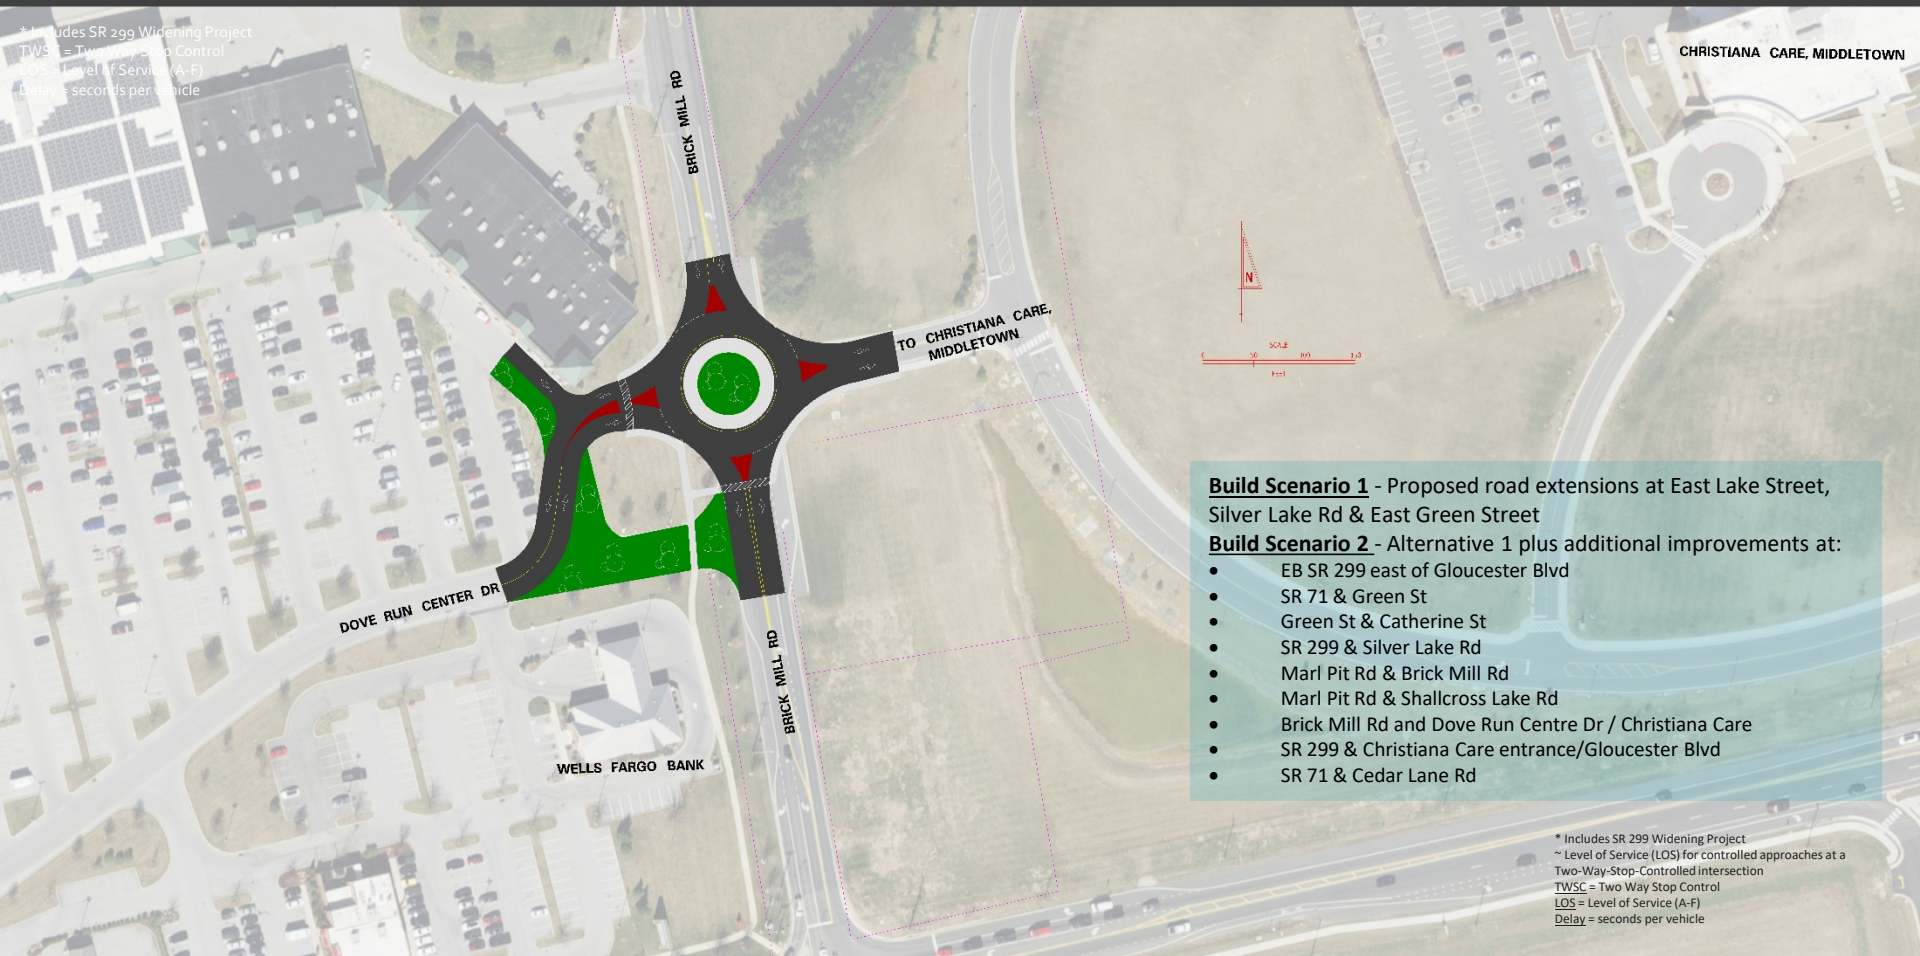 * Includes SR 299 Widening Project
TWSC = Two Way Stop Control
LOS = Level of Service (A-F)
Delay = seconds per vehicle
CHRISTIANA CARE, MIDDLETOWN
BRICK MILL RD
N
TO CHRISTIANA CARE,
MIDDLETOWN
SCALE
0 50 100 150
FEET
DOVE RUN CENTER DR
BRICK MILL RD
WELLS FARGO BANK
Build Scenario 1 - Proposed road extensions at East Lake Street,
Silver Lake Rd & East Green Street
Build Scenario 2 - Alternative 1 plus additional improvements at:
• EB SR 299 east of Gloucester Blvd
• SR 71 & Green St
• Green St & Catherine St
• SR 299 & Silver Lake Rd
• Marl Pit Rd & Brick Mill Rd
• Marl Pit Rd & Shallcross Lake Rd
• Brick Mill Rd and Dove Run Centre Dr / Christiana Care
• SR 299 & Christiana Care entrance/Gloucester Blvd
• SR 71 & Cedar Lane Rd
* Includes SR 299 Widening Project
~ Level of Service (LOS) for controlled approaches at a
Two-Way-Stop-Controlled intersection
TWSC = Two Way Stop Control
LOS = Level of Service (A-F)
Delay = seconds per vehicle